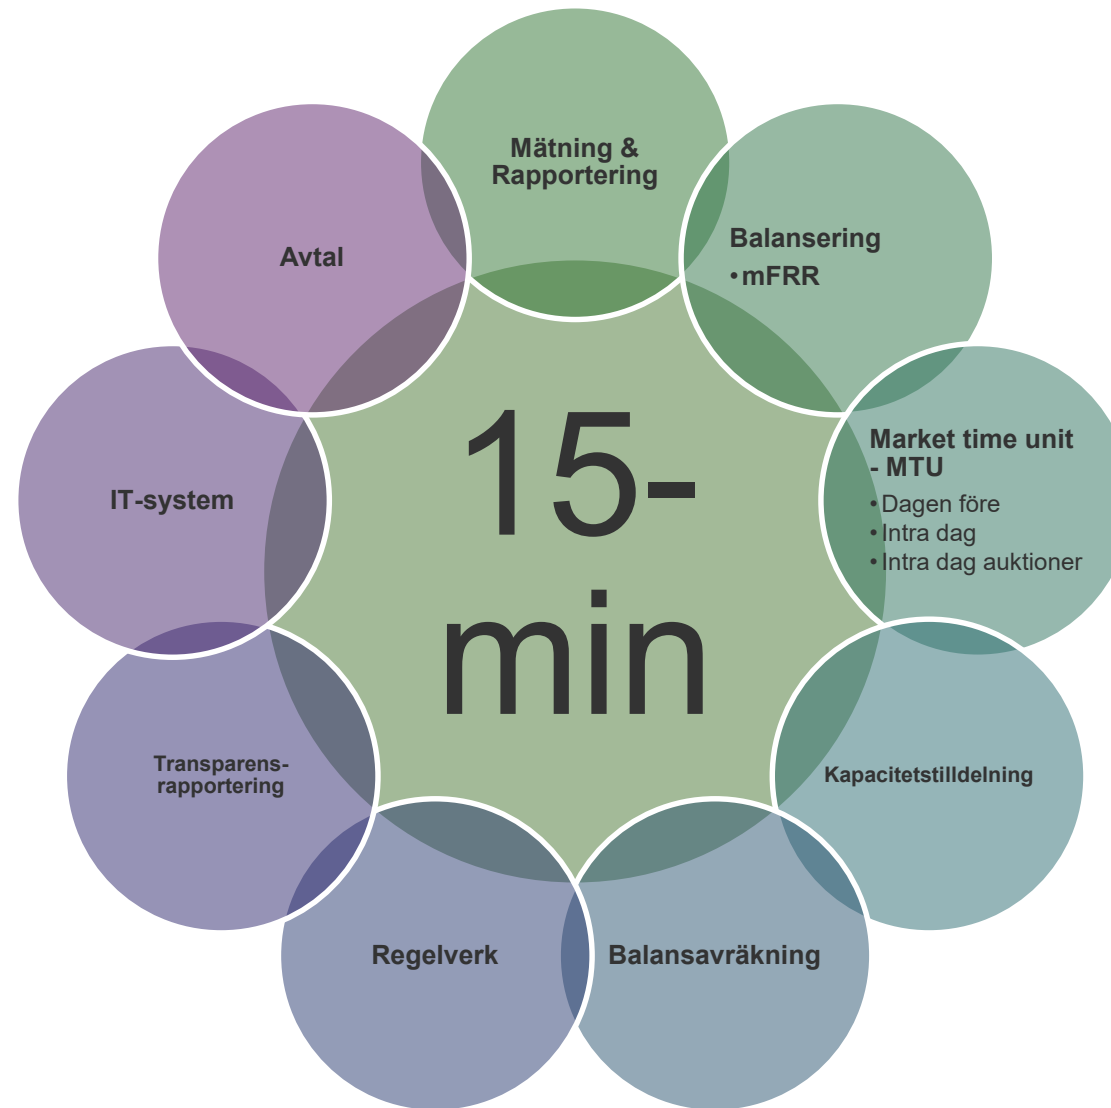 Mätning &
Rapportering
Balansering
•mFRR
Market time unit
- MTU
•Dagen före
•Intra dag
•Intra dag auktioner
Kapacitetstilldelning
Balansavräkning
Regelverk
Transparens-
rapportering
IT-system
Avtal
15-
min